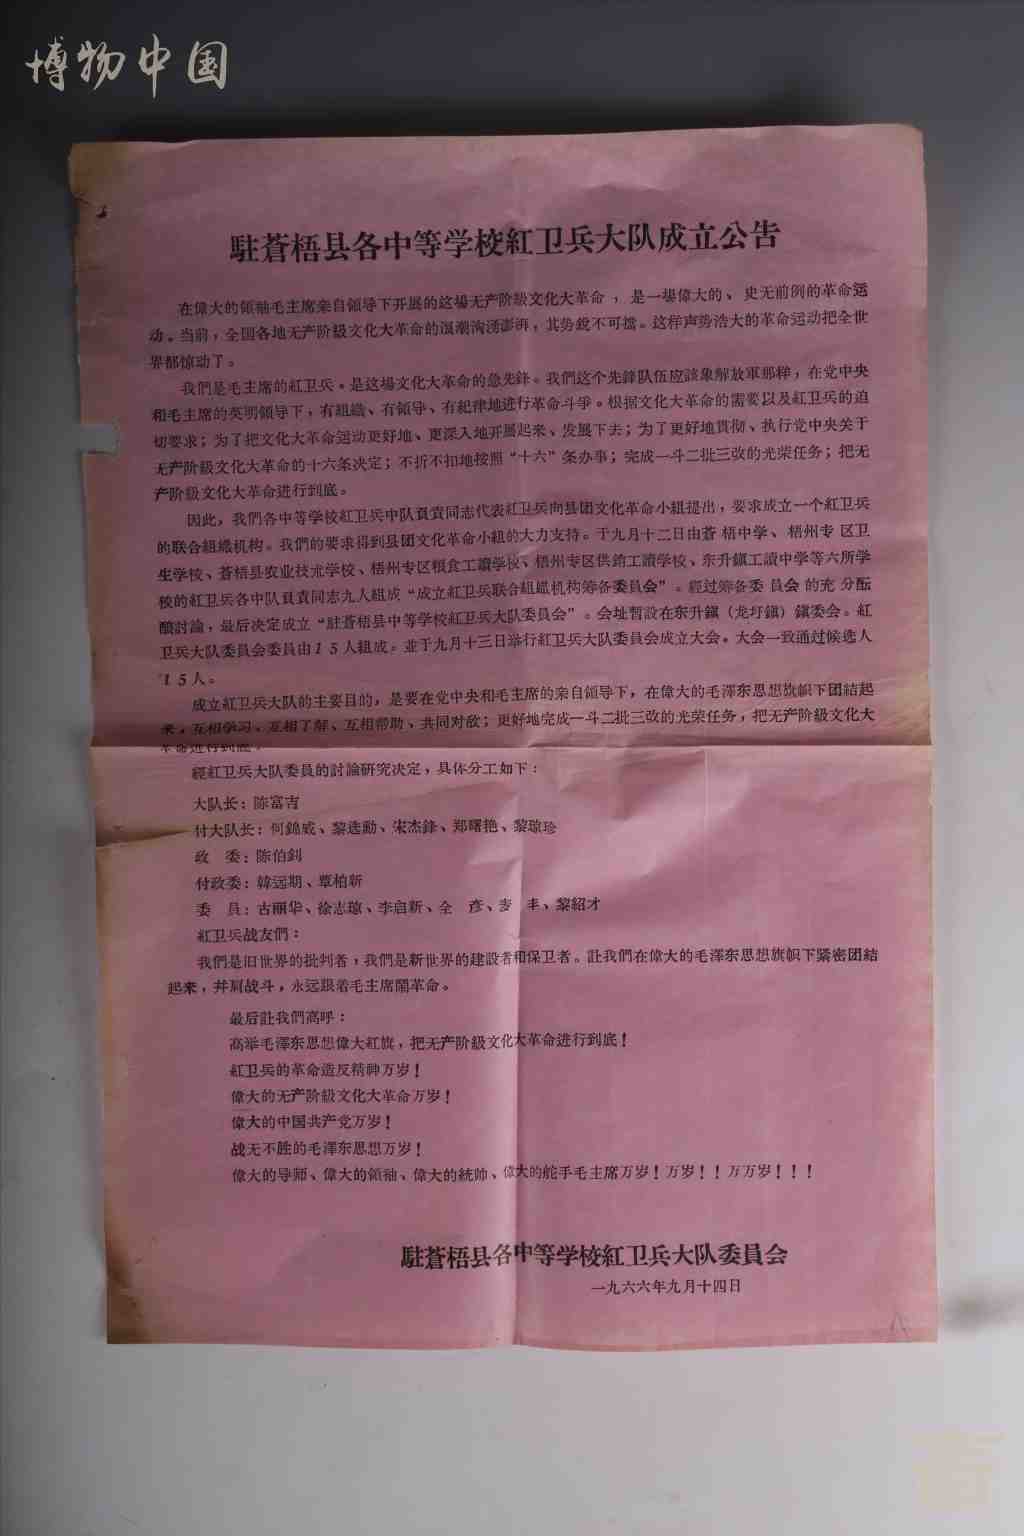 博物中国
駐蒼梧县各中等学校紅卫兵大队成立公告
在偉大的領袖毛主席亲自領导下开展的这場无产阶級文化大革命，是一場偉大的、史无前例的革命运
动。当前，全国各地无产阶級文化大革命的浪潮洶湧澎湃，其势銳不可擋。这样声势浩大的革命运动把全世
界都惊动了。
我們是毛主席的紅卫兵。是这場文化大革命的急先鋒。我們这个先鋒队伍应該象解放軍那样，在党中央
和毛主席的英明領导下，有組織、有領导、有紀律地进行革命斗爭。根据文化大革命的需要以及紅卫兵的迫
切要求；为了把文化大革命运动更好地、更深入地开展起来、发展下去；为了更好地貫彻、执行党中央关于
无产阶級文化大革命的十六条决定；不折不扣地按照“十六”条办事；完成一斗二批三改的光荣任务；把无
产阶級文化大革命进行到底。
因此，我們各中等学校紅卫兵中队負責同志代表紅卫兵向县团文化革命小組提出，要求成立一个紅卫兵
的联合組織机构。我們的要求得到县团文化革命小組的大力支持。于九月十二日由蒼梧中学、梧州专区卫
生学校、蒼梧县农业技术学校、梧州专区粮食工讀学校、梧州专区供銷工讀学校、东升鎭工讀中学等六所学
校的紅卫兵各中队負責同志九人組成“成立紅卫兵联合組織机构筹备委員会”。經过筹备委員会的充分酝
釀討論，最后决定成立“駐蒼梧县中等学校紅卫兵大队委員会”。会址暫設在东升鎭（龙圩鎭）鎭委会。紅
卫兵大队委員会委員由15人組成。並于九月十三日举行紅卫兵大队委員会成立大会。大会一致通过候选人
15人。
成立紅卫兵大队的主要目的，是要在党中央和毛主席的亲自領导下，在偉大的毛澤东思想旗帜下团結起
来，互相学习、互相了解、互相帮助、共同对敌；更好地完成一斗二批三改的光荣任务，把无产阶級文化大
革命进行到底。
經紅卫兵大队委員的討論研究决定，具体分工如下：
大队长：陈富吉
付大队长：何錦威、黎选勳、宋杰鋒、郑曙艳、黎琼珍
政　委：陈伯釗
付政委：韓远期、覃柏新
委　員：古丽华、徐志琼、李启新、全　彦、麦　丰、黎紹才
紅卫兵战友們：
我們是旧世界的批判者，我們是新世界的建設者和保卫者。訌我們在偉大的毛澤东思想旗帜下紧密团結
起来，幷肩战斗，永远跟着毛主席鬧革命。
最后訌我們高呼：
高举毛澤东思想偉大紅旗，把无产阶級文化大革命进行到底！
紅卫兵的革命造反精神万岁！
偉大的无产阶級文化大革命万岁！
偉大的中国共产党万岁！
战无不胜的毛澤东思想万岁！
偉大的导师、偉大的領袖、偉大的統帅、偉大的舵手毛主席万岁！万岁！！万万岁！！！
駐蒼梧县各中等学校紅卫兵大队委員会
一九六六年九月十四日